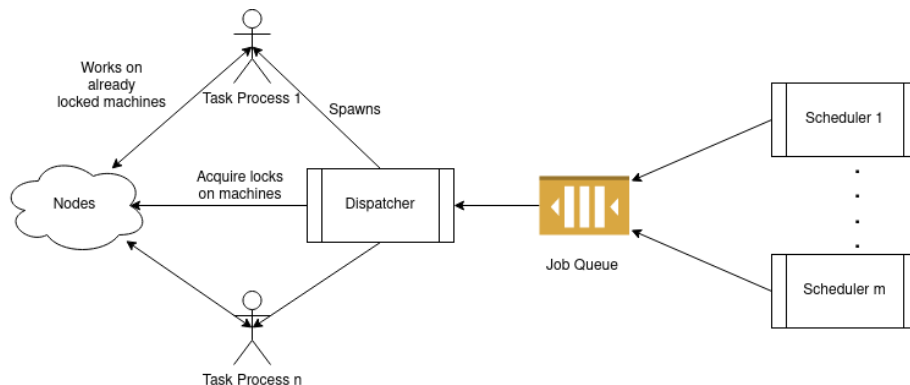 Works on
already
locked machines
Task Process 1
Spawns
Scheduler 1
Acquire locks
on machines
Nodes
Dispatcher
Job Queue
Scheduler m
Task Process n